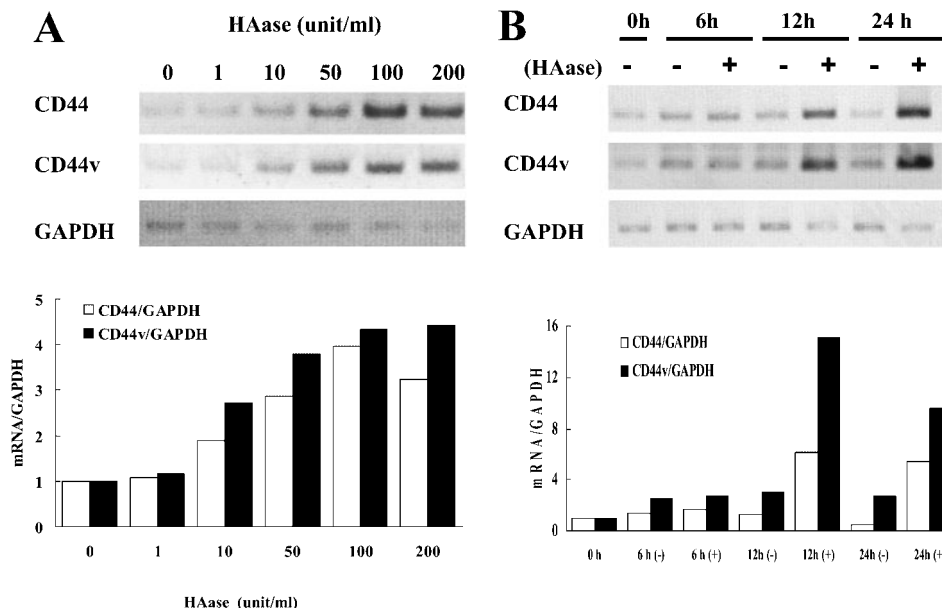 A
HAase (unit/ml)
0 1 10 50 100 200
CD44
CD44v
GAPDH
5
4
3
2
1
0
mRNA/GAPDH
CD44/GAPDH
CD44v/GAPDH
0 1 10 50 100 200
HAase (unit/ml)
B
0h 6h 12h 24 h
(HAase) - - + - + - +
CD44
CD44v
GAPDH
16
12
8
4
0
mRNA/GAPDH
CD44/GAPDH
CD44v/GAPDH
0 h 6 h (-) 6 h (+) 12h (-) 12h (+) 24h (-) 24h (+